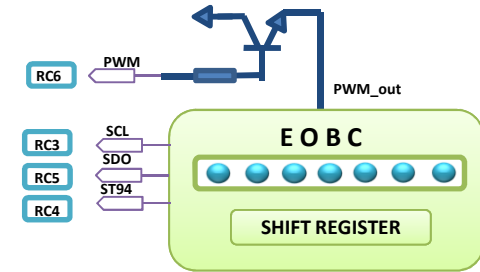 PWM
RC6
PWM_out
SCL
E O B C
RC3
SDO
RC5
ST94
RC4
SHIFT REGISTER